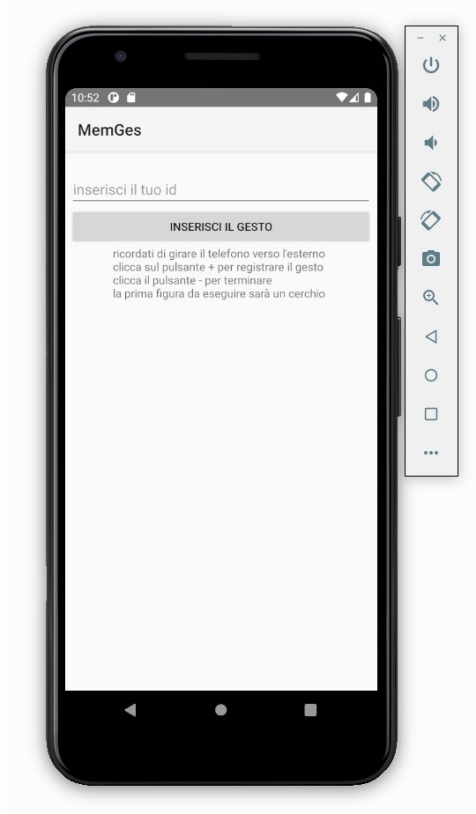 10:52
MemGes
inserisci il tuo id
INSERISCI IL GESTO
ricordati di girare il telefono verso l'esterno
clicca sul pulsante + per registrare il gesto
clicca il pulsante - per terminare
la prima figura da eseguire sarà un cerchio